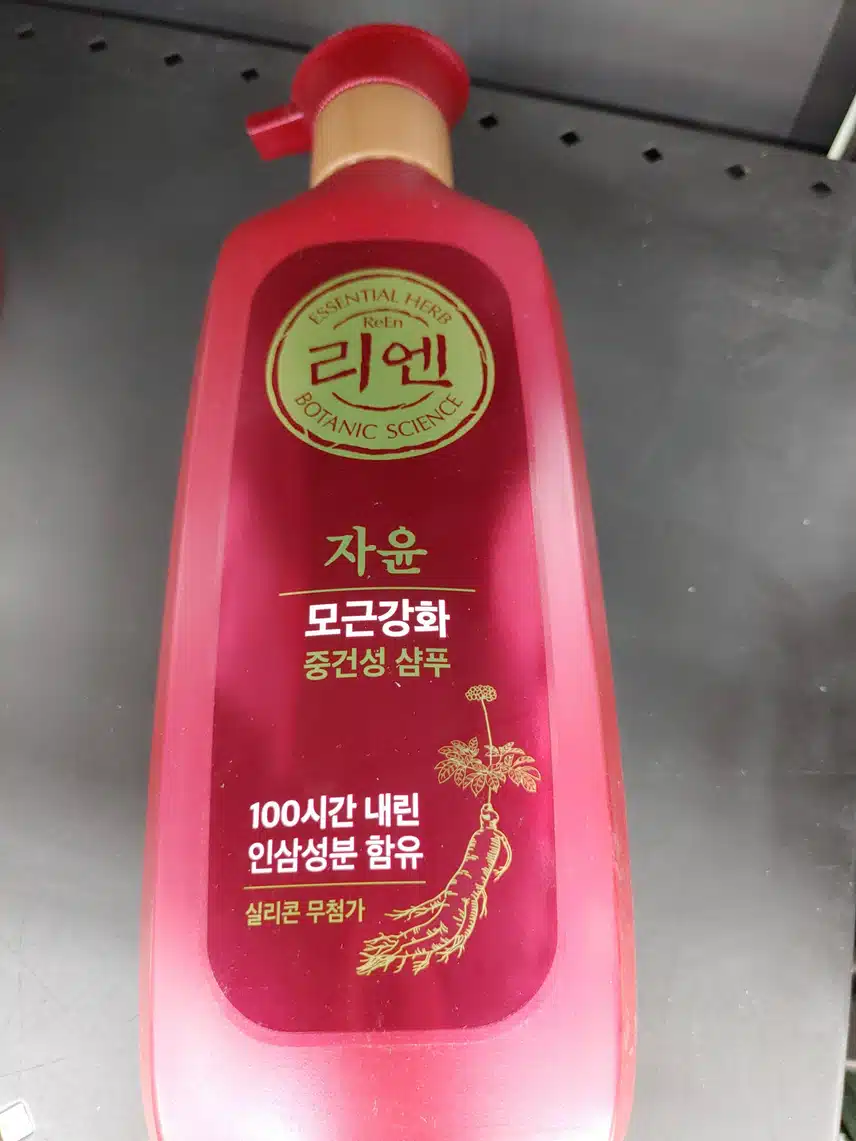 ESSENTIAL HERB
ReEn
리엔
BOTANIC SCIENCE
자윤
모근강화
중건성 샴푸
100시간 내린
인삼성분 함유
실리콘 무첨가